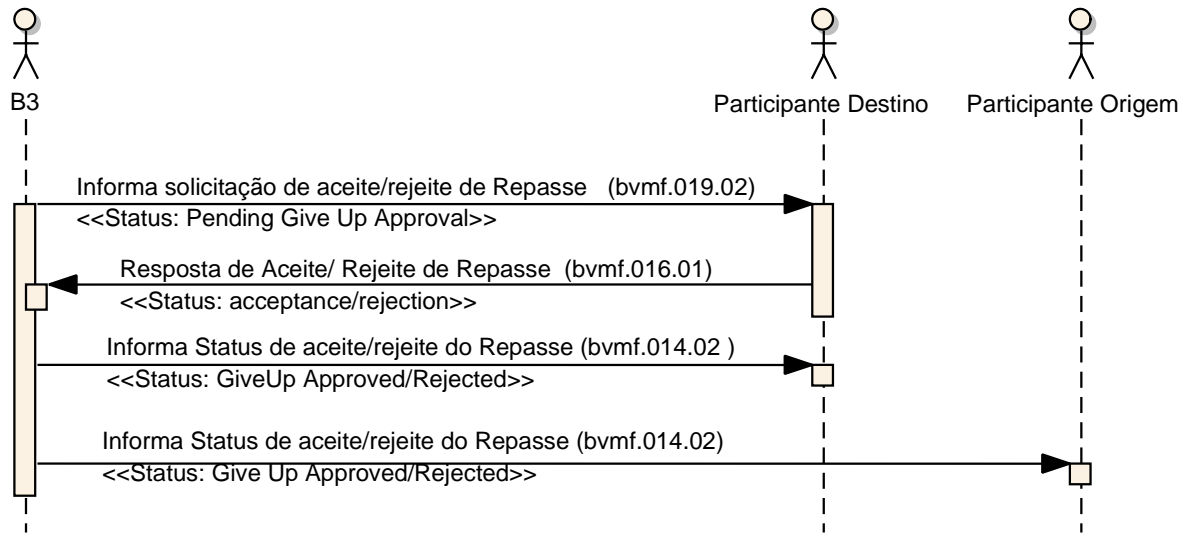 B3
Participante Destino
Participante Origem
Informa solicitação de aceite/rejeite de Repasse (bvmf.019.02)
<<Status: Pending Give Up Approval>>
Resposta de Aceite/ Rejeite de Repasse (bvmf.016.01)
<<Status: acceptance/rejection>>
Informa Status de aceite/rejeite do Repasse (bvmf.014.02 )
<<Status: GiveUp Approved/Rejected>>
Informa Status de aceite/rejeite do Repasse (bvmf.014.02)
<<Status: Give Up Approved/Rejected>>